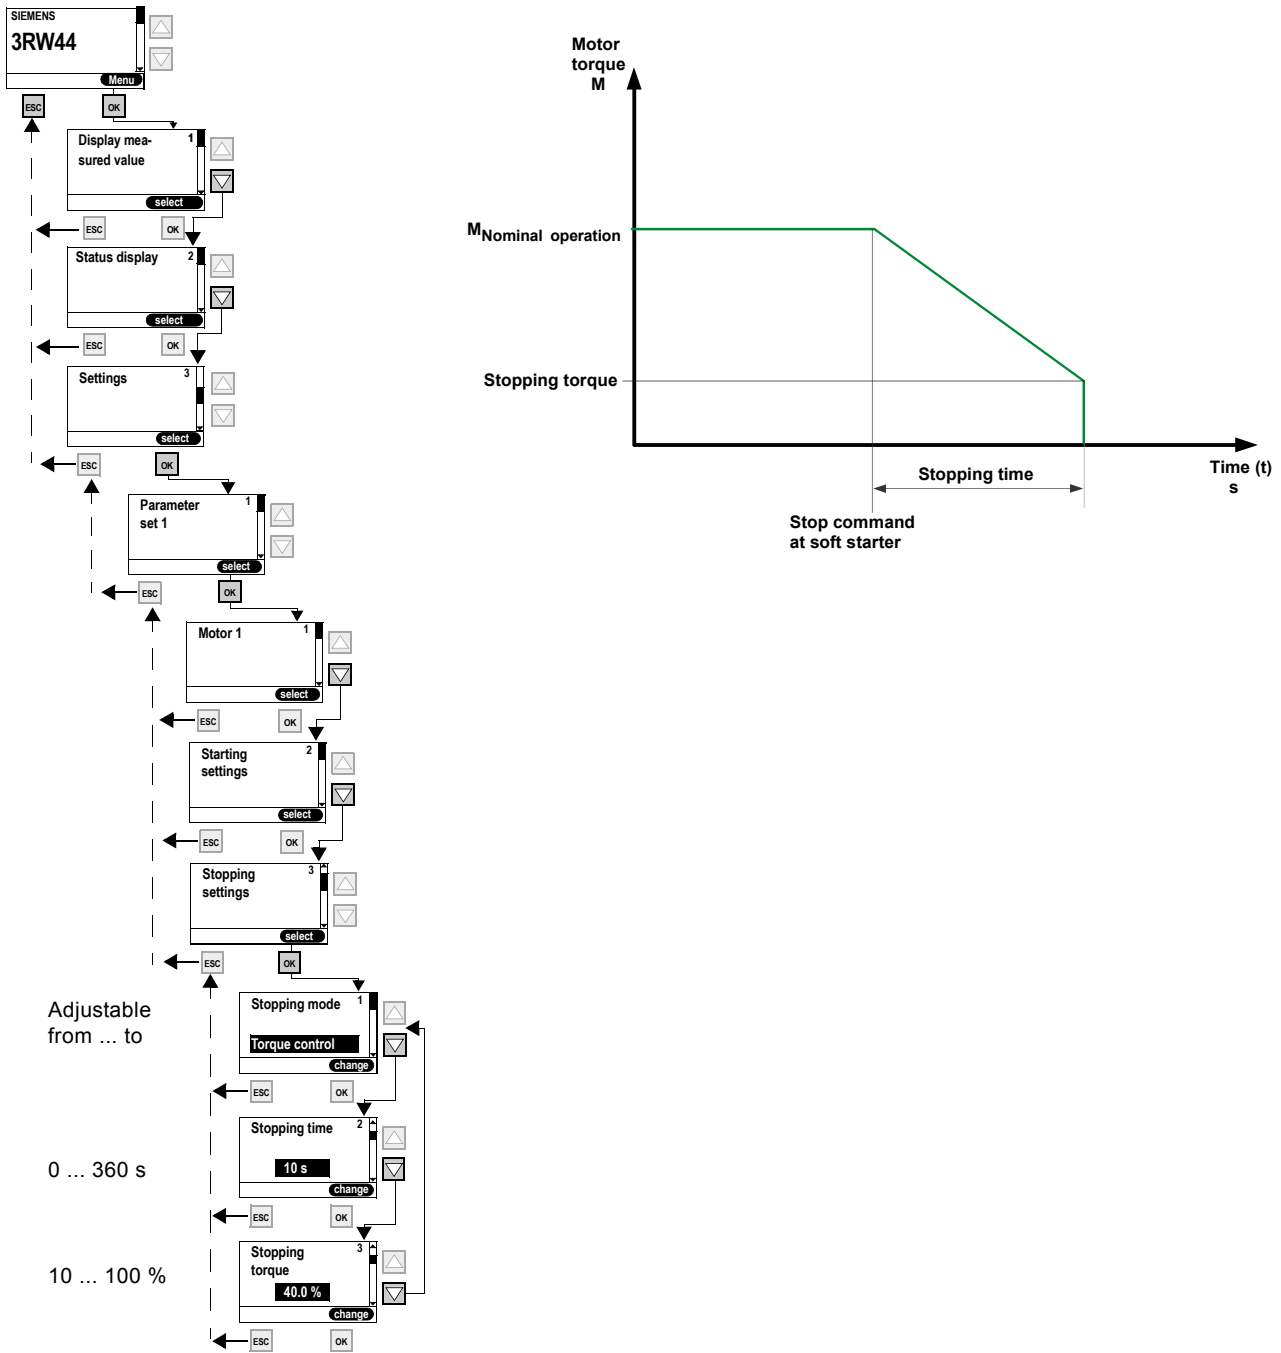 SIEMENS
3RW44
Menu
ESC
OK
Display mea-
sured value
1
select
ESC
OK
Status display
2
select
ESC
OK
Settings
3
select
ESC
OK
Parameter
set 1
1
select
ESC
OK
Motor 1
1
select
ESC
OK
Starting
settings
2
select
ESC
OK
Stopping
settings
3
select
ESC
OK
Adjustable
from ... to
Stopping mode
1
Torque control
change
ESC
OK
0 ... 360 s
Stopping time
2
10 s
change
ESC
OK
10 ... 100 %
Stopping
torque
3
40.0 %
change
ESC
OK
Motor
torque
M
MNominal operation
Stopping torque
Stopping time
Time (t)
s
Stop command
at soft starter